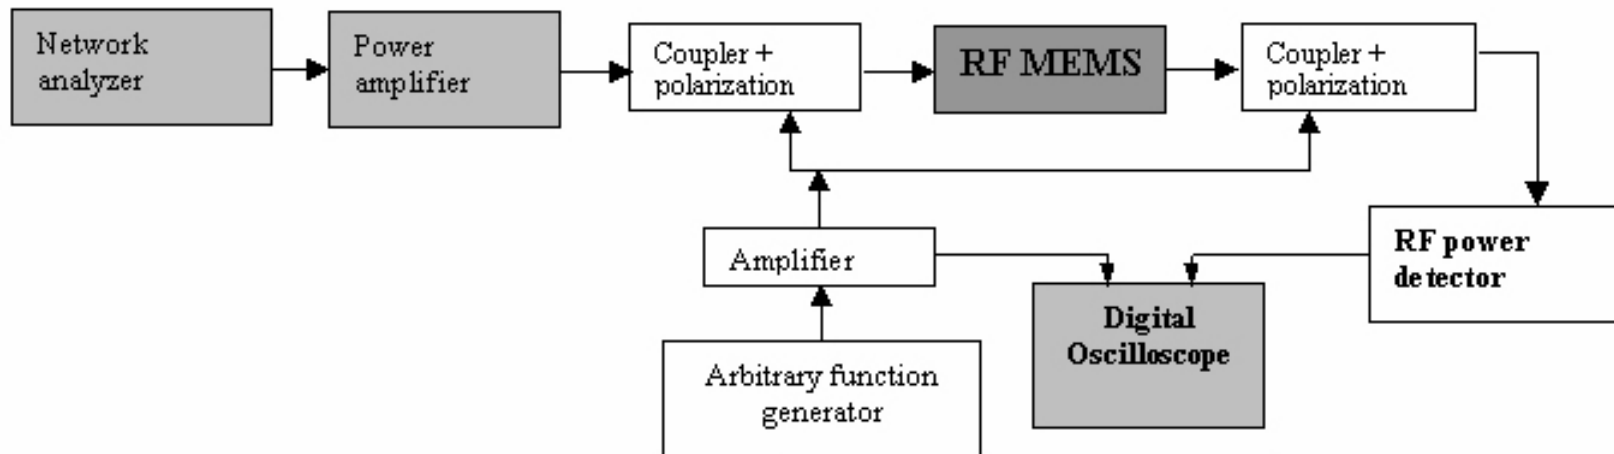 Network
analyzer
Power
amplifier
Coupler +
polarization
RF MEMS
Coupler +
polarization
Amplifier
RF power
detector
Digital
Oscilloscope
Arbitrary function
generator